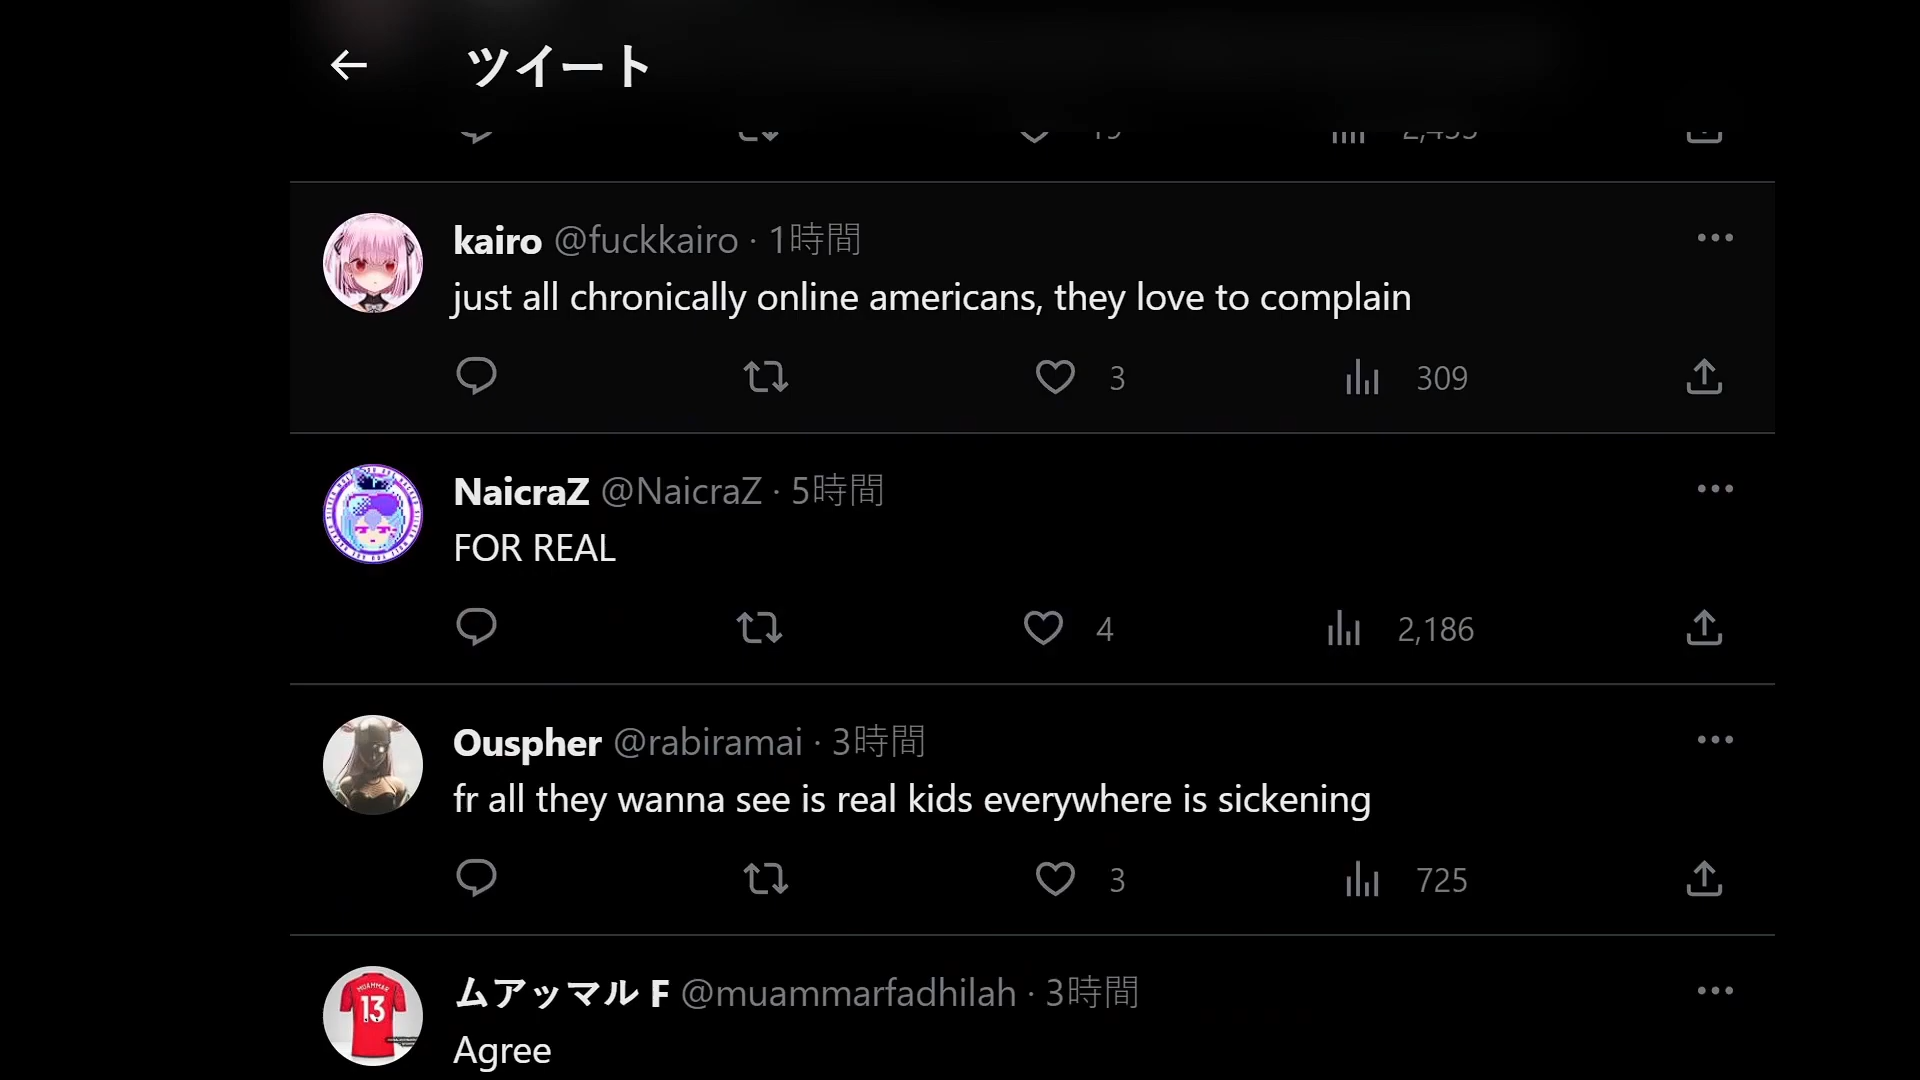 ツイート
kairo @fuckkairo · 1時間
just all chronically online americans, they love to complain
3 309
NaicraZ @NaicraZ · 5時間
FOR REAL
4 2,186
Ouspher @rabiramai · 3時間
fr all they wanna see is real kids everywhere is sickening
3 725
MUAMMAR
13
ムアッマル F @muammarfadhilah · 3時間
Agree